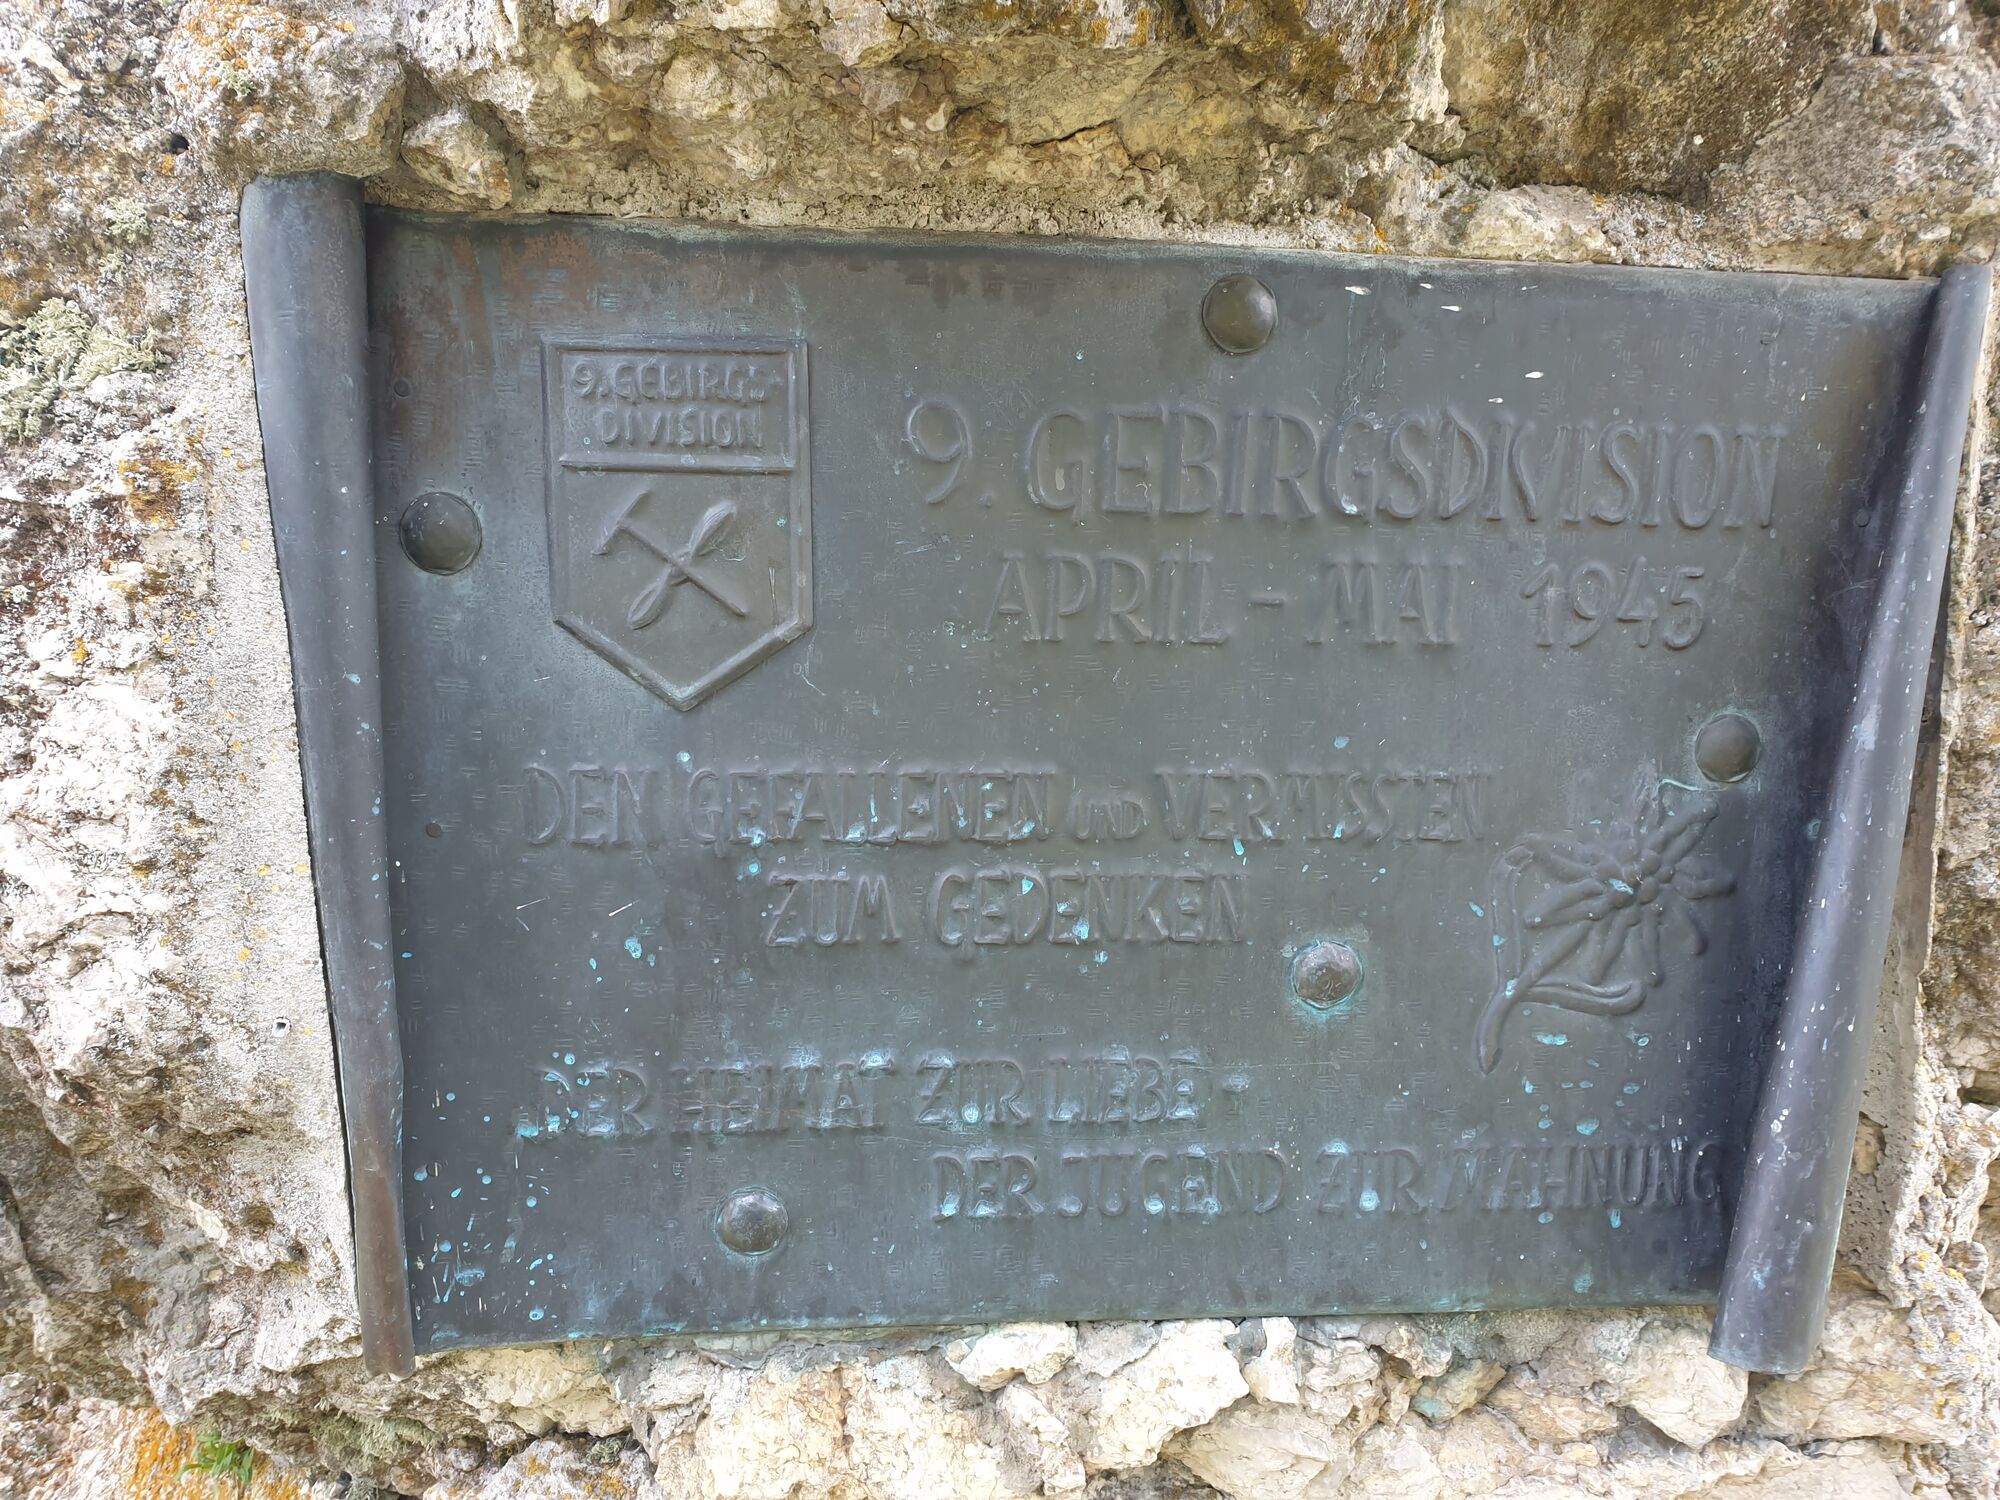 9. GEBIRGS-
DIVISION
9. GEBIRGSDIVISION
APRIL - MAI 1945
DEN GEFALLENEN UND VERMISSTEN
ZUM GEDENKEN
DER HEIMAT ZUR LIEBE -
DER JUGEND ZUR MAHNUNG